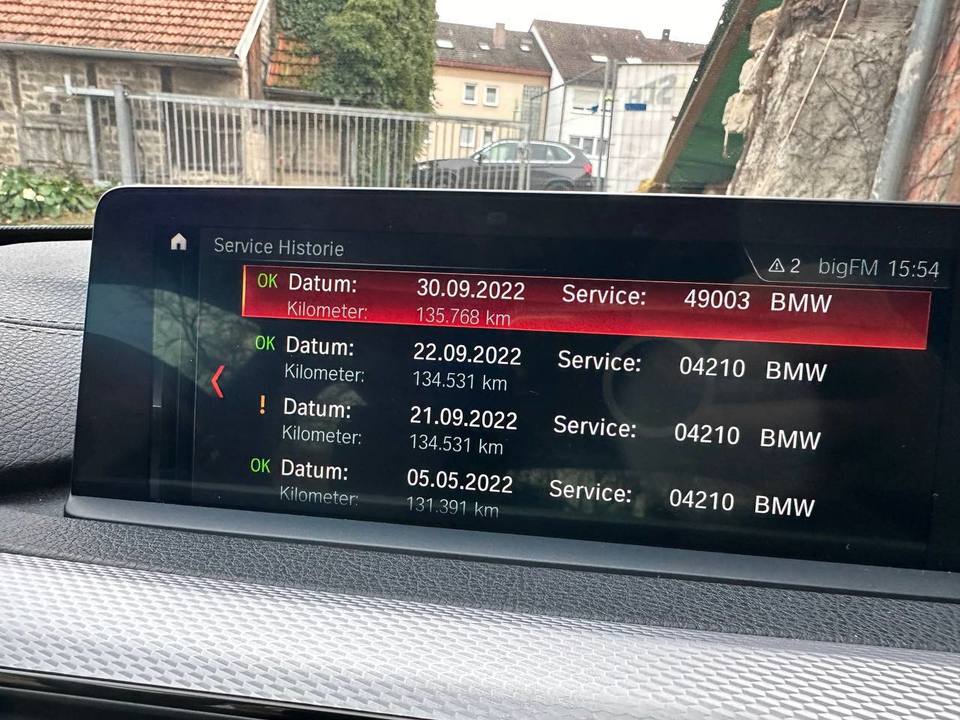 Service Historie
⚠ 2 bigFM 15:54
OK Datum: 30.09.2022 Service: 49003 BMW
Kilometer: 135.768 km
OK Datum: 22.09.2022 Service: 04210 BMW
Kilometer: 134.531 km
! Datum: 21.09.2022 Service: 04210 BMW
Kilometer: 134.531 km
OK Datum: 05.05.2022 Service: 04210 BMW
Kilometer: 131.391 km